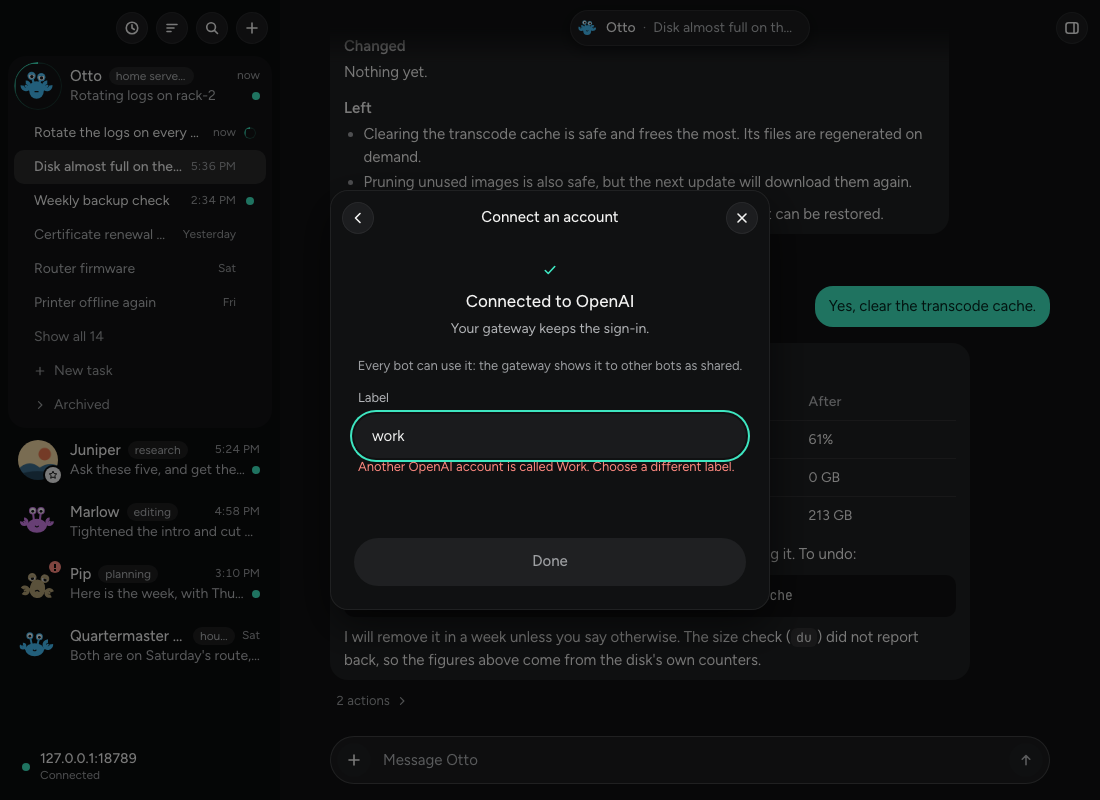 Otto · Disk almost full on th...
Otto home serve... now
Rotating logs on rack-2
Rotate the logs on every ... now
Disk almost full on the... 5:36 PM
Weekly backup check 2:34 PM
Certificate renewal ... Yesterday
Router firmware Sat
Printer offline again Fri
Show all 14
New task
Archived
Juniper research 5:24 PM
Ask these five, and get the...
Marlow editing 4:58 PM
Tightened the intro and cut ...
Pip planning 3:10 PM
Here is the week, with Thu...
Quartermaster ... hou... Sat
Both are on Saturday's route,...
127.0.0.1:18789
Connected
Changed
Nothing yet.
Left
Clearing the transcode cache is safe and frees the most. Its files are regenerated on
demand.
Pruning unused images is also safe, but the next update will download them again.
can be restored.
Yes, clear the transcode cache.
After
61%
0 GB
213 GB
it. To undo:
I will remove it in a week unless you say otherwise. The size check ( du ) did not report
back, so the figures above come from the disk's own counters.
2 actions
Message Otto
Connect an account
Connected to OpenAI
Your gateway keeps the sign-in.
Every bot can use it: the gateway shows it to other bots as shared.
Label
work
Another OpenAI account is called Work. Choose a different label.
Done